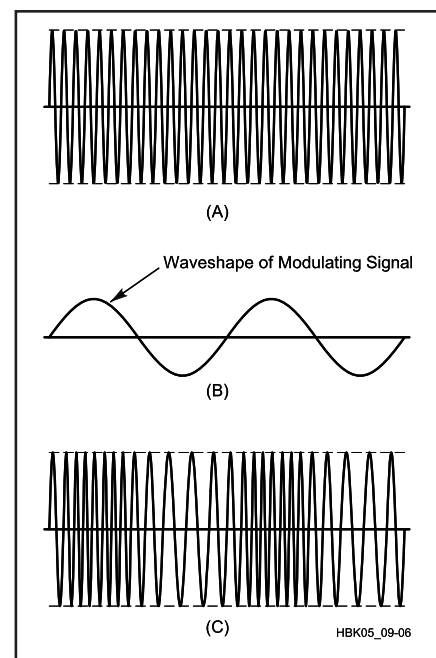 (A)
Waveshape of Modulating Signal
(B)
(C)
HBK05_09-06